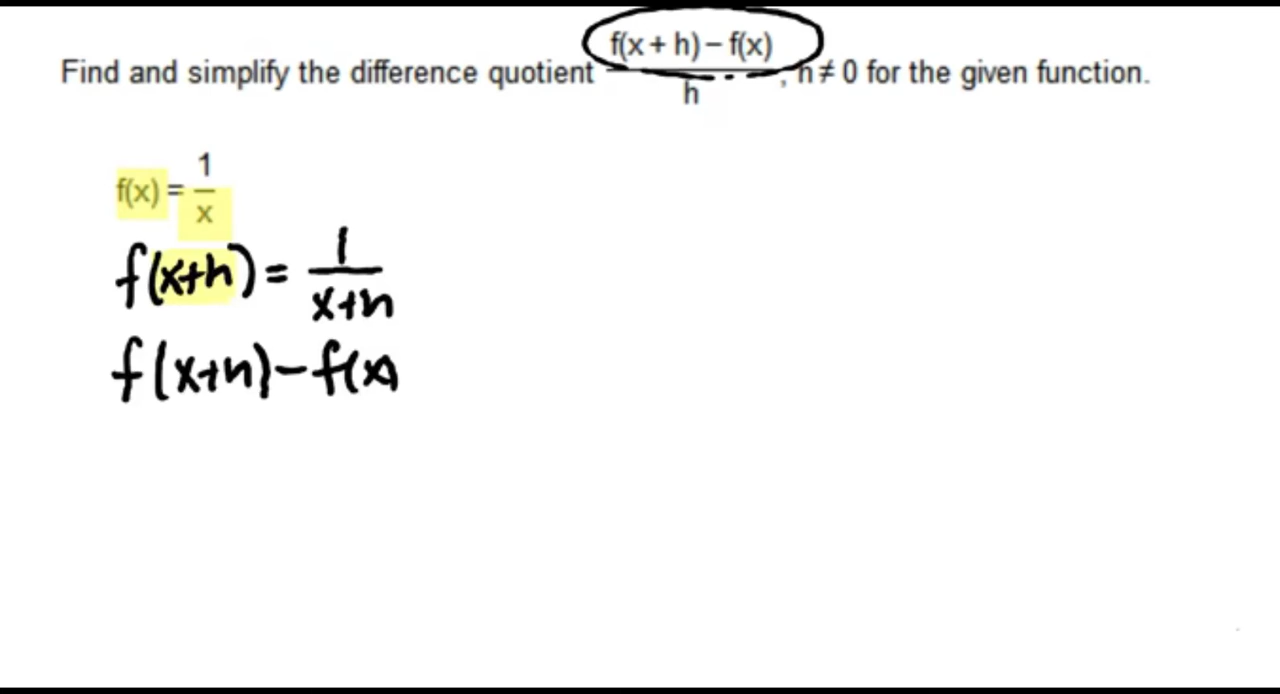 Find and simplify the difference quotient f(x + h) − f(x) / h, h ≠ 0 for the given function.
f(x) = 1/x
f(x+h) = 1/x+h
f(x+h) − f(x)